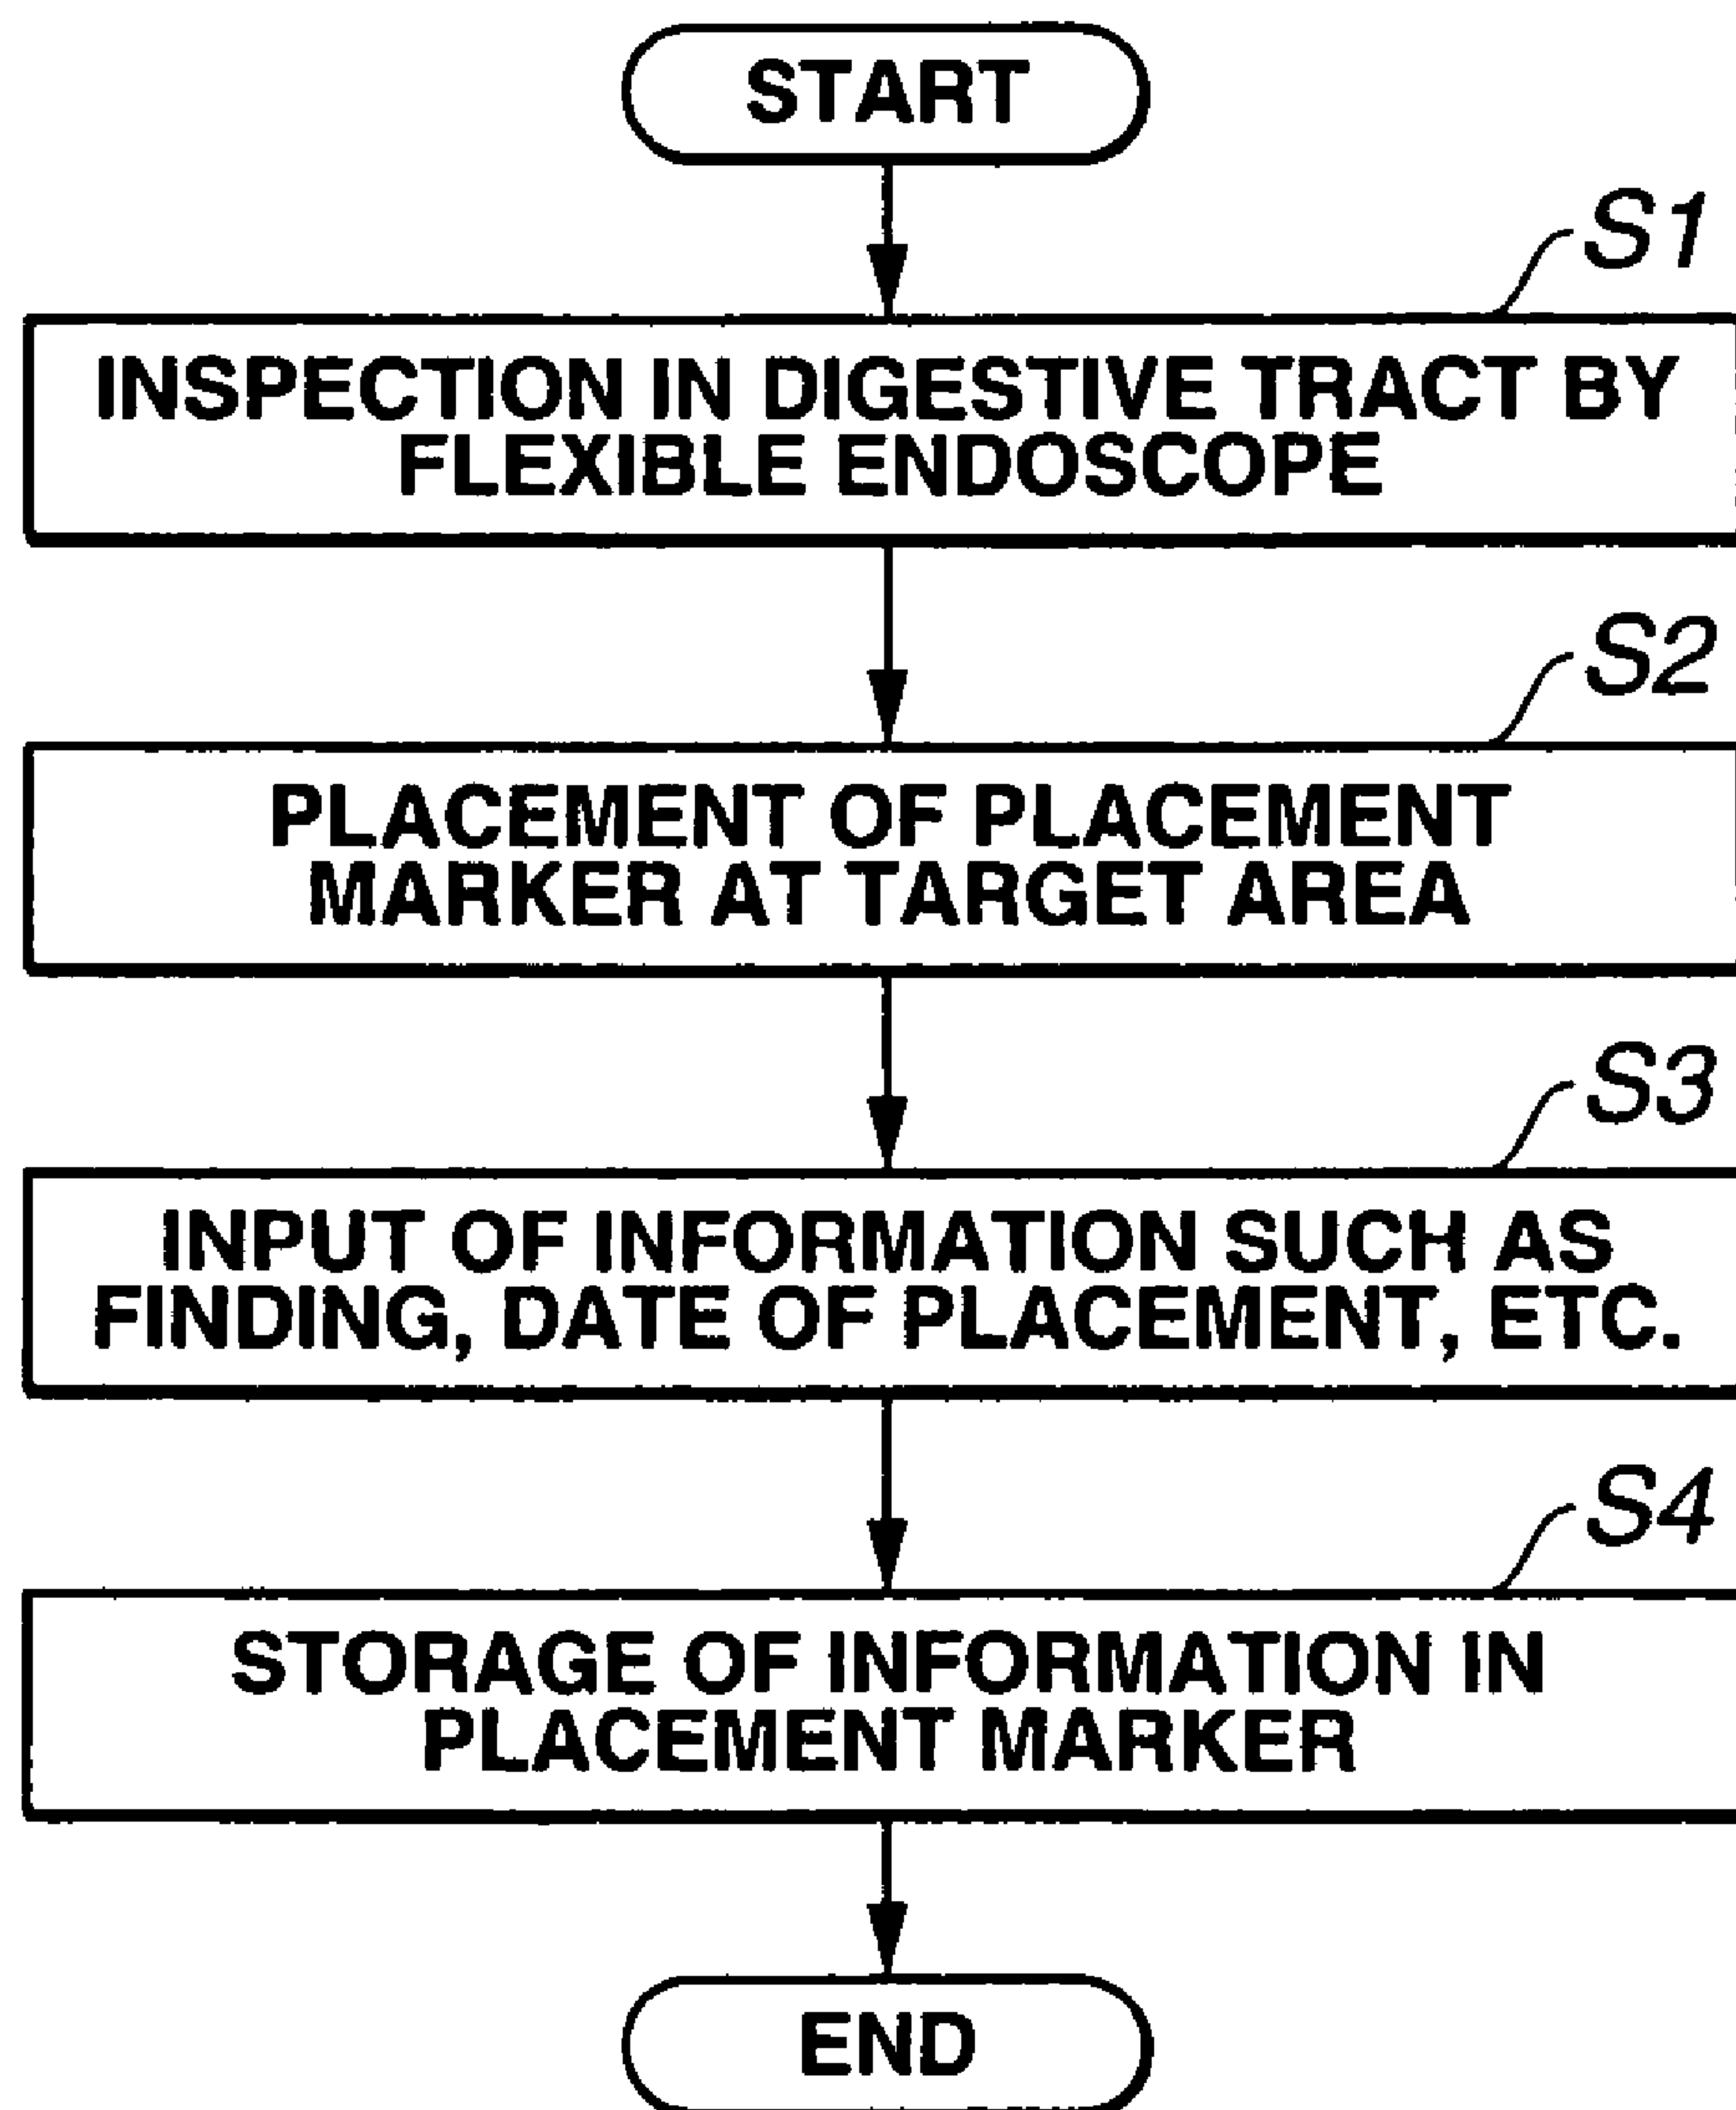 START
S1
INSPECTION IN DIGESTIVE TRACT BY
FLEXIBLE ENDOSCOPE
S2
PLACEMENT OF PLACEMENT
MARKER AT TARGET AREA
S3
INPUT OF INFORMATION SUCH AS
FINDING, DATE OF PLACEMENT, ETC.
S4
STORAGE OF INFORMATION IN
PLACEMENT MARKER
END